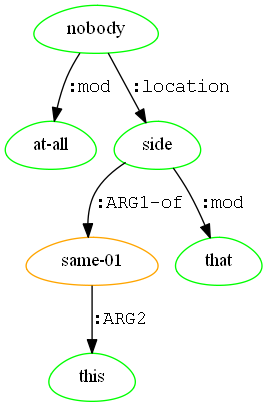 nobody
:mod :location
at-all side
:ARG1-of :mod
same-01 that
:ARG2
this